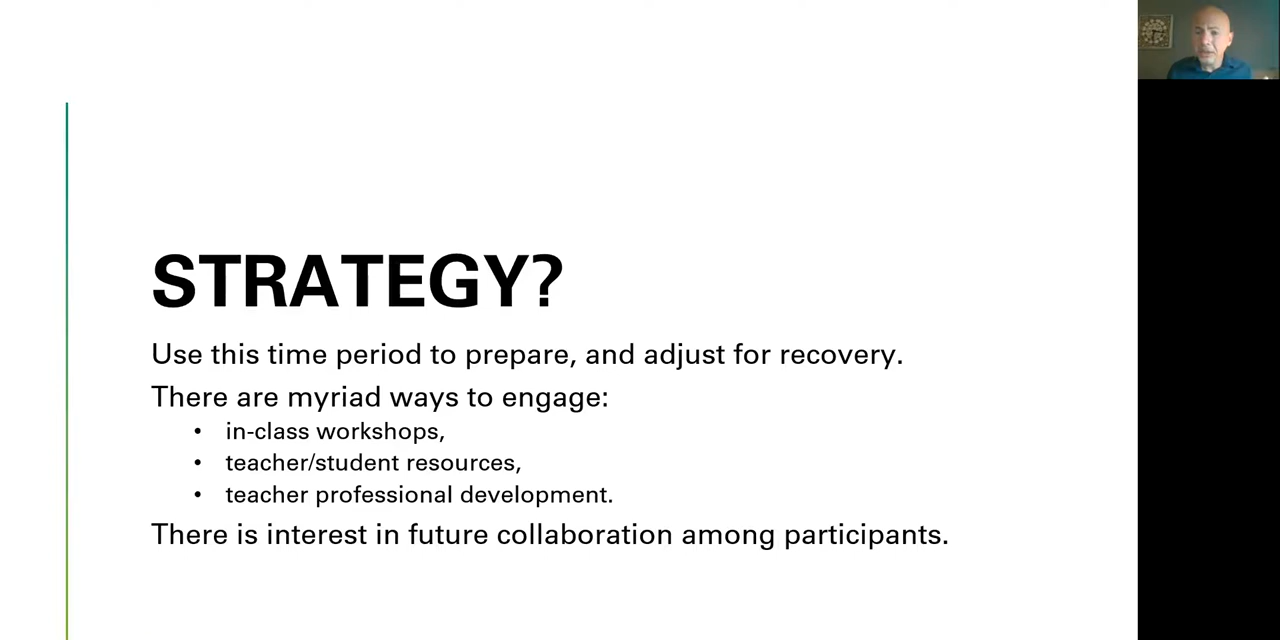 STRATEGY?
Use this time period to prepare, and adjust for recovery.
There are myriad ways to engage:
• in-class workshops,
• teacher/student resources,
• teacher professional development.
There is interest in future collaboration among participants.